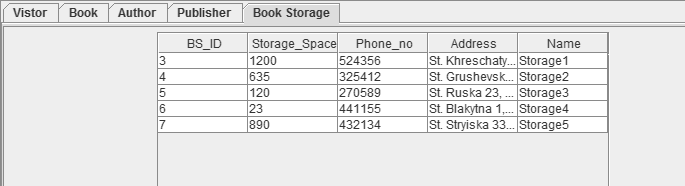 Vistor Book Author Publisher Book Storage
BS_ID Storage_Space Phone_no Address Name
3 1200 524356 St. Khreschaty... Storage1
4 635 325412 St. Grushevsk... Storage2
5 120 270589 St. Ruska 23, ... Storage3
6 23 441155 St. Blakytna 1,... Storage4
7 890 432134 St. Stryiska 33... Storage5